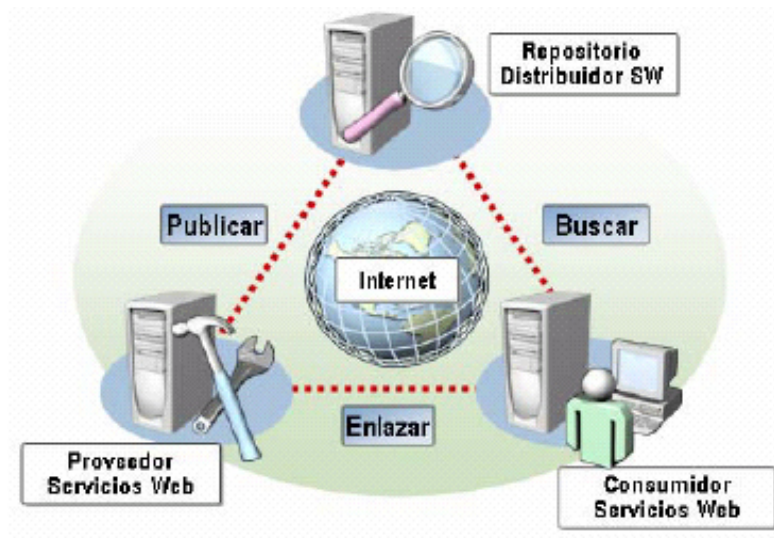 Repositorio
Distribuidor SW
Publicar
Buscar
Internet
Enlazar
Proveedor
Servicios Web
Consumidor
Servicios Web